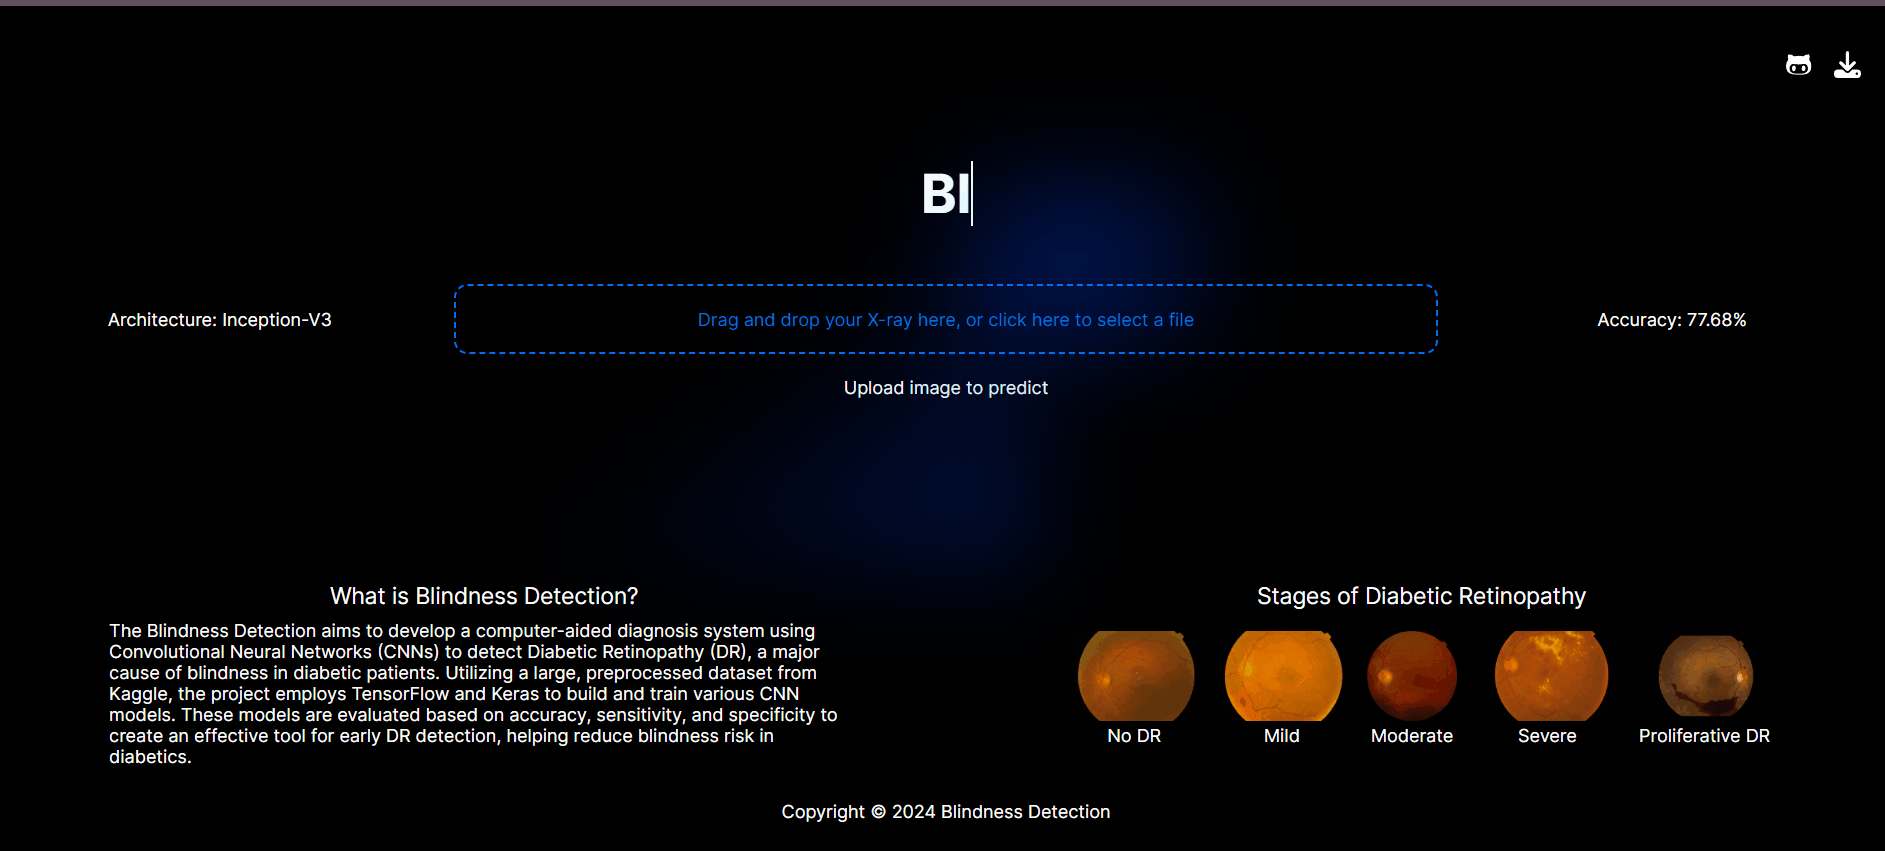 Bl
Architecture: Inception-V3
Drag and drop your X-ray here, or click here to select a file
Accuracy: 77.68%
Upload image to predict
What is Blindness Detection?
The Blindness Detection aims to develop a computer-aided diagnosis system using
Convolutional Neural Networks (CNNs) to detect Diabetic Retinopathy (DR), a major
cause of blindness in diabetic patients. Utilizing a large, preprocessed dataset from
Kaggle, the project employs TensorFlow and Keras to build and train various CNN
models. These models are evaluated based on accuracy, sensitivity, and specificity to
create an effective tool for early DR detection, helping reduce blindness risk in
diabetics.
Stages of Diabetic Retinopathy
No DR
Mild
Moderate
Severe
Proliferative DR
Copyright © 2024 Blindness Detection